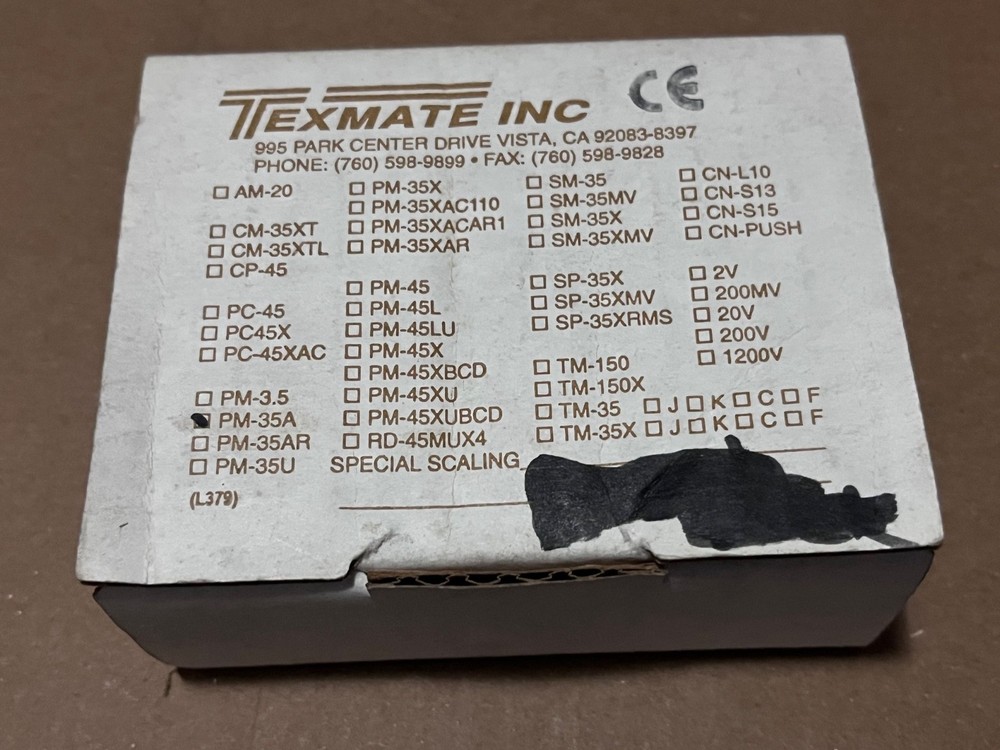 TEXMATE INC CE
995 PARK CENTER DRIVE VISTA, CA 92083-8397
PHONE: (760) 598-9899 • FAX: (760) 598-9828
☐ AM-20
☐ CM-35XT
☐ CM-35XTL
☐ CP-45
☐ PC-45
☐ PC45X
☐ PC-45XAC
☐ PM-3.5
☑ PM-35A
☐ PM-35AR
☐ PM-35U
(L379)
☐ PM-35X
☐ PM-35XAC110
☐ PM-35XACAR1
☐ PM-35XAR
☐ PM-45
☐ PM-45L
☐ PM-45LU
☐ PM-45X
☐ PM-45XBCD
☐ PM-45XU
☐ PM-45XUBCD
☐ RD-45MUX4
SPECIAL SCALING
☐ SM-35
☐ SM-35MV
☐ SM-35X
☐ SM-35XMV
☐ SP-35X
☐ SP-35XMV
☐ SP-35XRMS
☐ TM-150
☐ TM-150X
☐ TM-35 ☐ J ☐ K ☐ C ☐ F
☐ TM-35X ☐ J ☐ K ☐ C ☐ F
☐ CN-L10
☐ CN-S13
☐ CN-S15
☐ CN-PUSH
☐ 2V
☐ 200MV
☐ 20V
☐ 200V
☐ 1200V